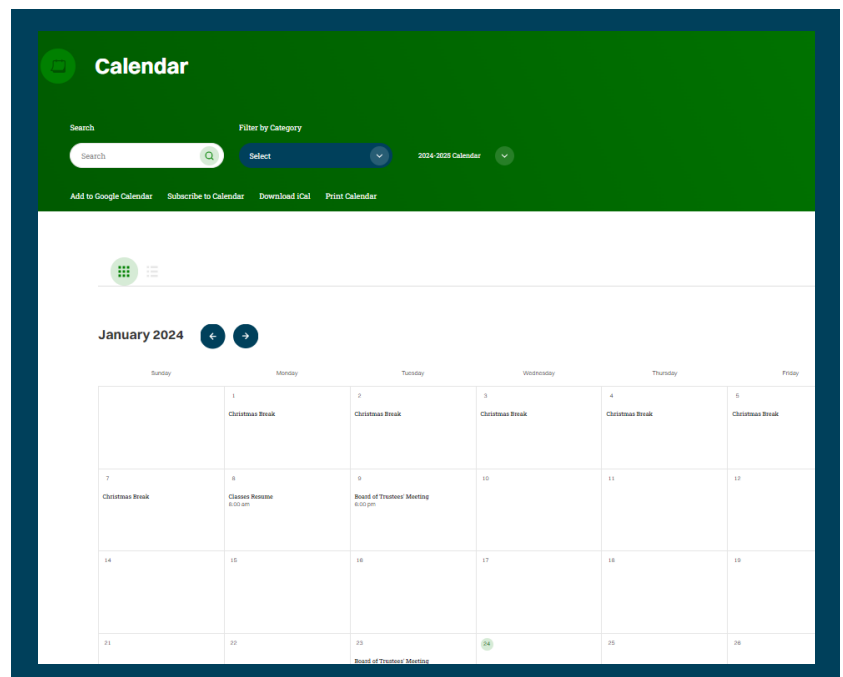 Calendar
Search Filter by Category
Search Select 2024-2025 Calendar
Add to Google Calendar Subscribe to Calendar Download iCal Print Calendar
January 2024
Sunday Monday Tuesday Wednesday Thursday Friday
1 2 3 4 5
Christmas Break Christmas Break Christmas Break Christmas Break Christmas Break
7 8 9 10 11 12
Christmas Break Classes Resume Board of Trustees' Meeting
8:00 am 6:00 pm
14 15 16 17 18 19
21 22 23 24 25 26
Board of Trustees' Meeting